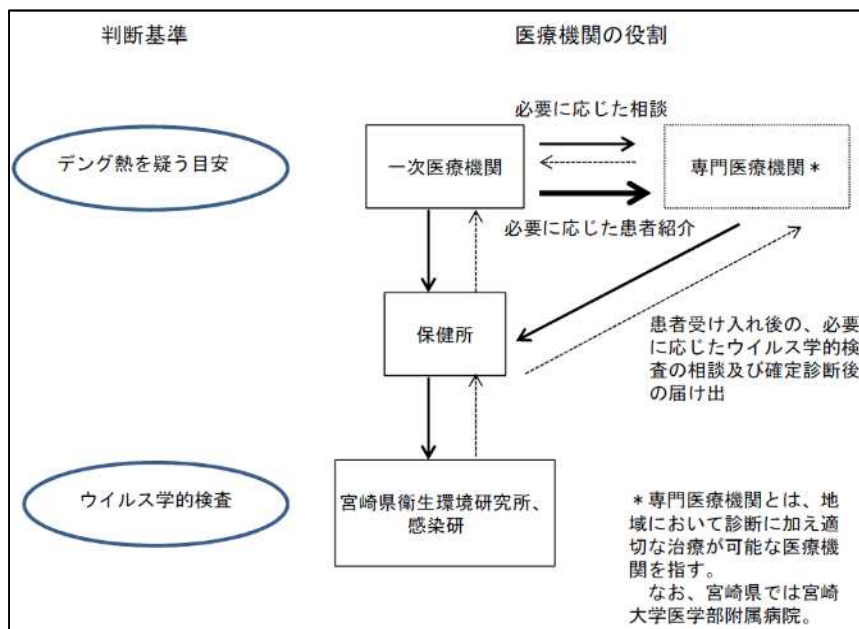 判断基準
医療機関の役割
必要に応じた相談
デング熱を疑う目安
一次医療機関
専門医療機関＊
必要に応じた患者紹介
保健所
患者受け入れ後の、必要
に応じたウイルス学的検
査の相談及び確定診断後
の届け出
ウイルス学的検査
宮崎県衛生環境研究所、
感染研
＊専門医療機関とは、地
域において診断に加え適
切な治療が可能な医療機
関を指す。
なお、宮崎県では宮崎
大学医学部附属病院。